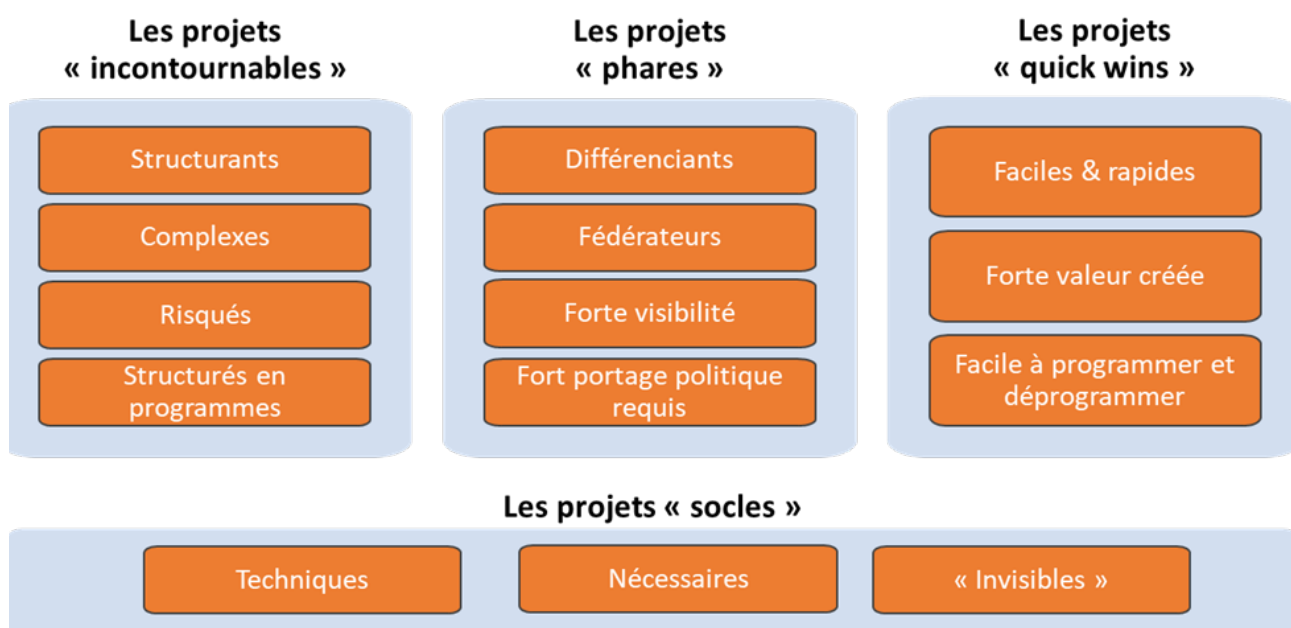 Les projets
« incontournables »
Structurants
Complexes
Risqués
Structurés en
programmes
Les projets
« phares »
Différenciants
Fédérateurs
Forte visibilité
Fort portage politique
requis
Les projets
« quick wins »
Faciles & rapides
Forte valeur créée
Facile à programmer et
déprogrammer
Les projets « socles »
Techniques
Nécessaires
« Invisibles »